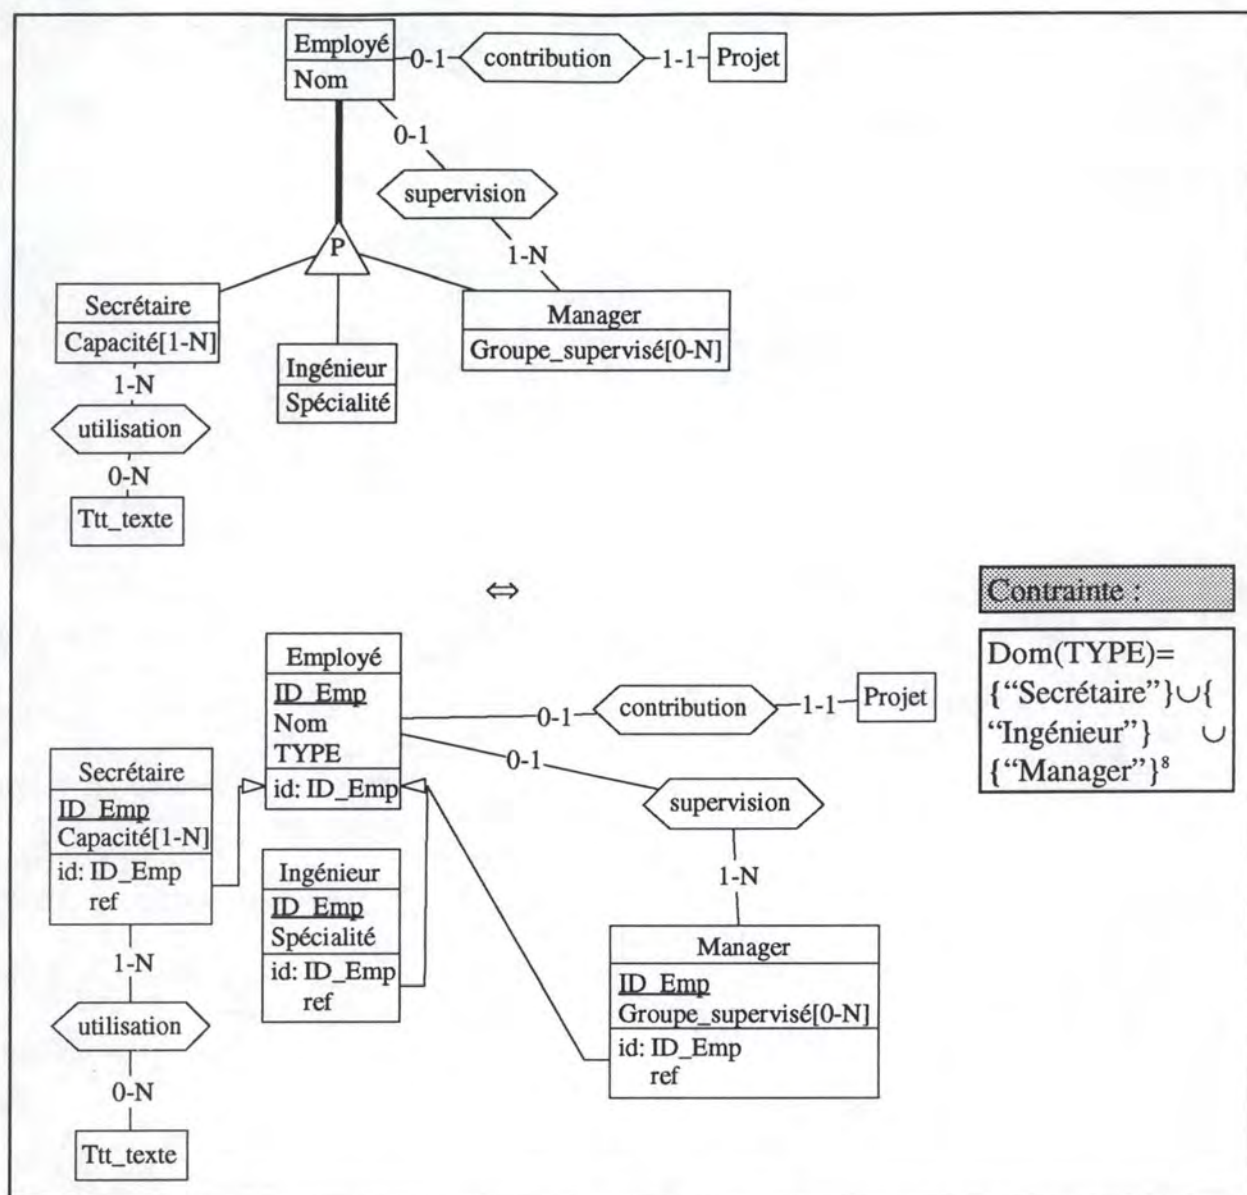 Employé
Nom
0-1
contribution
1-1
Projet
0-1
supervision
1-N
P
Secrétaire
Capacité[1-N]
Ingénieur
Spécialité
Manager
Groupe_supervisé[0-N]
1-N
utilisation
0-N
Ttt_texte
⇔
Contrainte :
Dom(TYPE)=
{“Secrétaire”}∪{
“Ingénieur”} ∪
{“Manager”}⁸
Employé
ID_Emp
Nom
TYPE
id: ID_Emp
0-1
contribution
1-1
Projet
0-1
supervision
1-N
Secrétaire
ID_Emp
Capacité[1-N]
id: ID_Emp
ref
Ingénieur
ID_Emp
Spécialité
id: ID_Emp
ref
Manager
ID_Emp
Groupe_supervisé[0-N]
id: ID_Emp
ref
1-N
utilisation
0-N
Ttt_texte